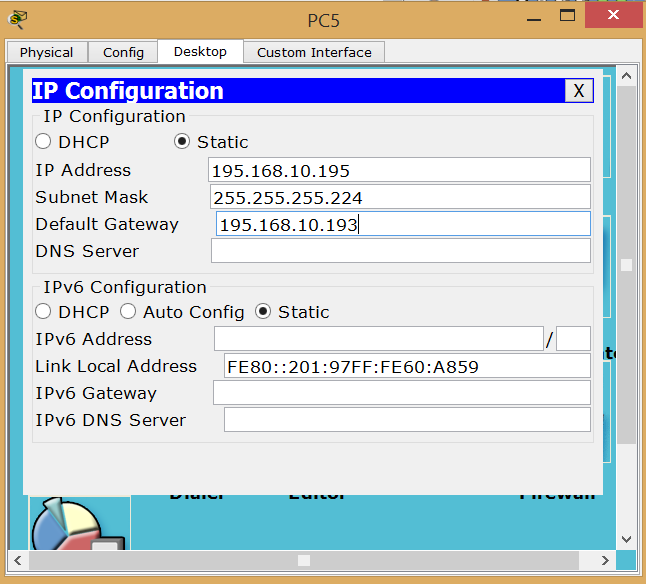 PC5
Physical Config Desktop Custom Interface
IP Configuration X
IP Configuration
DHCP Static
IP Address 195.168.10.195
Subnet Mask 255.255.255.224
Default Gateway 195.168.10.193
DNS Server
IPv6 Configuration
DHCP Auto Config Static
IPv6 Address /
Link Local Address FE80::201:97FF:FE60:A859
IPv6 Gateway
IPv6 DNS Server
Dialer Editor Firewall